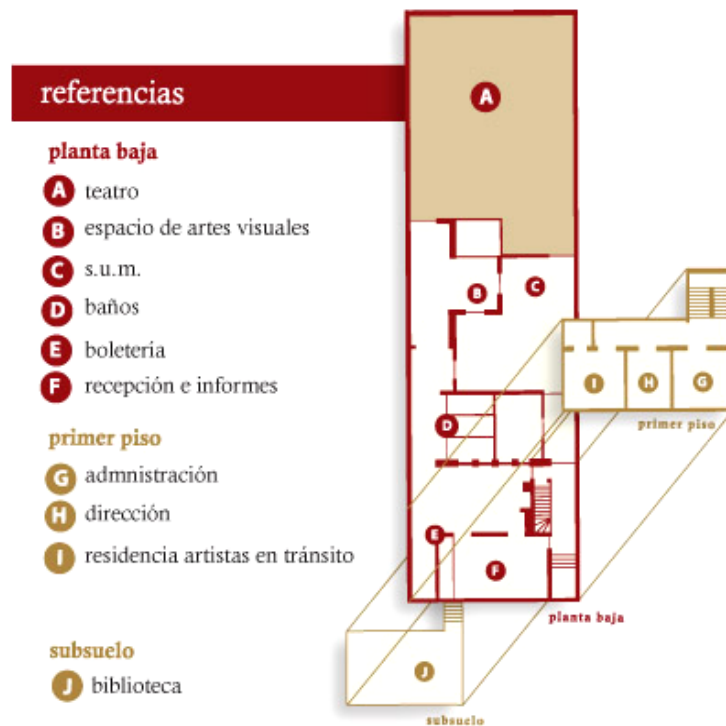 referencias
planta baja
A teatro
B espacio de artes visuales
C s.u.m.
D baños
E boletería
F recepción e informes
primer piso
G admnistración
H dirección
I residencia artistas en tránsito
subsuelo
J biblioteca
A
B
C
I
H
G
primer piso
D
E
F
planta baja
J
subsuelo